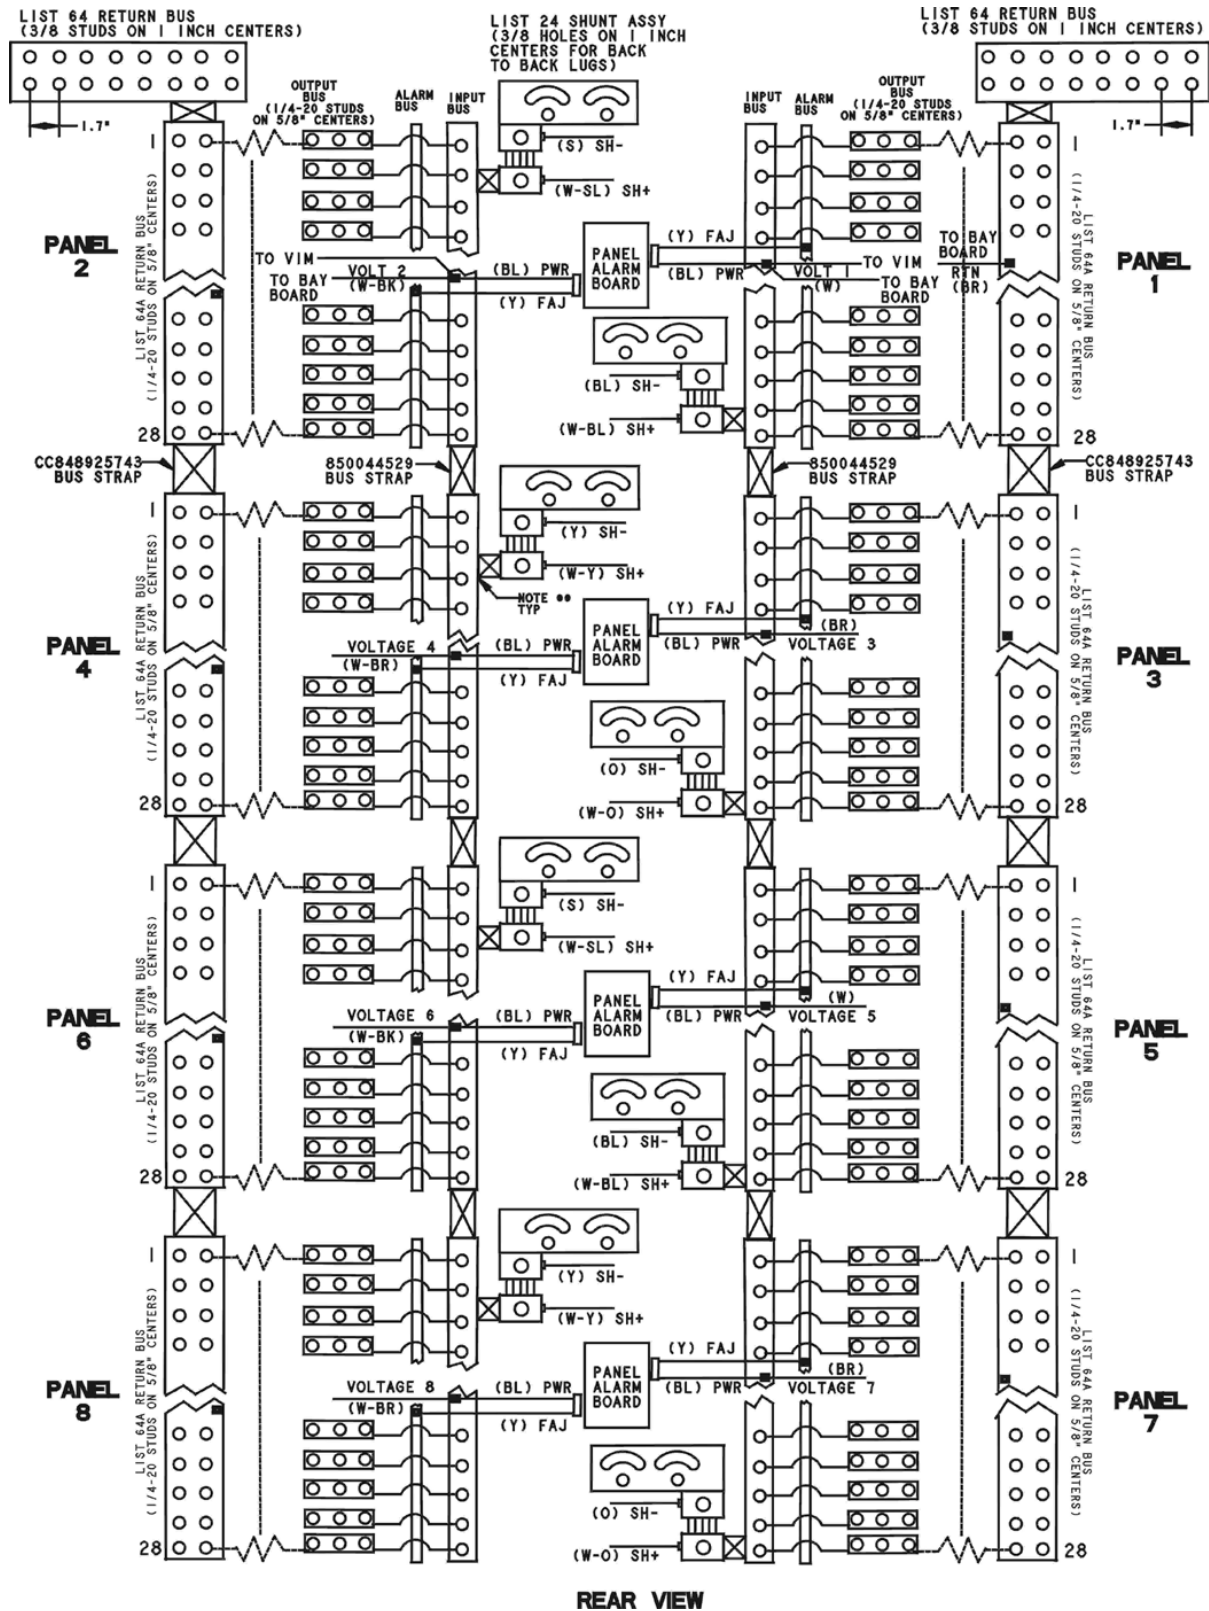 LIST 64 RETURN BUS
(3/8 STUDS ON 1 INCH CENTERS)
LIST 24 SHUNT ASSY
(3/8 HOLES ON 1 INCH
CENTERS FOR BACK
TO BACK LUGS)
LIST 64 RETURN BUS
(3/8 STUDS ON 1 INCH CENTERS)
OUTPUT
BUS
(1/4-20 STUDS
ON 5/8" CENTERS)
ALARM
BUS
INPUT
BUS
INPUT
BUS
ALARM
BUS
OUTPUT
BUS
(1/4-20 STUDS
ON 5/8" CENTERS)
1.7"
1.7"
PANEL
2
LIST 64A RETURN BUS
(1/4-20 STUDS ON 5/8" CENTERS)
1
28
(S) SH-
(W-SL) SH+
TO VIM
VOLT 2
(W-BK)
TO BAY
BOARD
(BL) PWR
(Y) FAJ
PANEL
ALARM
BOARD
(Y) FAJ
(BL) PWR
VOLT 1
(W)
TO VIM
TO BAY
BOARD
TO BAY
BOARD
RTN
(BR)
(BL) SH-
(W-BL) SH+
1
28
LIST 64A RETURN BUS
(1/4-20 STUDS ON 5/8" CENTERS)
PANEL
1
CC848925743
BUS STRAP
850044529
BUS STRAP
850044529
BUS STRAP
CC848925743
BUS STRAP
PANEL
4
LIST 64A RETURN BUS
(1/4-20 STUDS ON 5/8" CENTERS)
1
28
(Y) SH-
(W-Y) SH+
NOTE **
TYP
VOLTAGE 4
(W-BR)
(BL) PWR
(Y) FAJ
PANEL
ALARM
BOARD
(Y) FAJ
(BR)
(BL) PWR
VOLTAGE 3
(O) SH-
(W-O) SH+
1
28
LIST 64A RETURN BUS
(1/4-20 STUDS ON 5/8" CENTERS)
PANEL
3
PANEL
6
LIST 64A RETURN BUS
(1/4-20 STUDS ON 5/8" CENTERS)
1
28
(S) SH-
(W-SL) SH+
VOLTAGE 6
(W-BK)
(BL) PWR
(Y) FAJ
PANEL
ALARM
BOARD
(Y) FAJ
(W)
(BL) PWR
VOLTAGE 5
(BL) SH-
(W-BL) SH+
1
28
LIST 64A RETURN BUS
(1/4-20 STUDS ON 5/8" CENTERS)
PANEL
5
PANEL
8
LIST 64A RETURN BUS
(1/4-20 STUDS ON 5/8" CENTERS)
1
28
(Y) SH-
(W-Y) SH+
VOLTAGE 8
(W-BR)
(BL) PWR
(Y) FAJ
PANEL
ALARM
BOARD
(Y) FAJ
(BR)
(BL) PWR
VOLTAGE 7
(O) SH-
(W-O) SH+
1
28
LIST 64A RETURN BUS
(1/4-20 STUDS ON 5/8" CENTERS)
PANEL
7
REAR VIEW